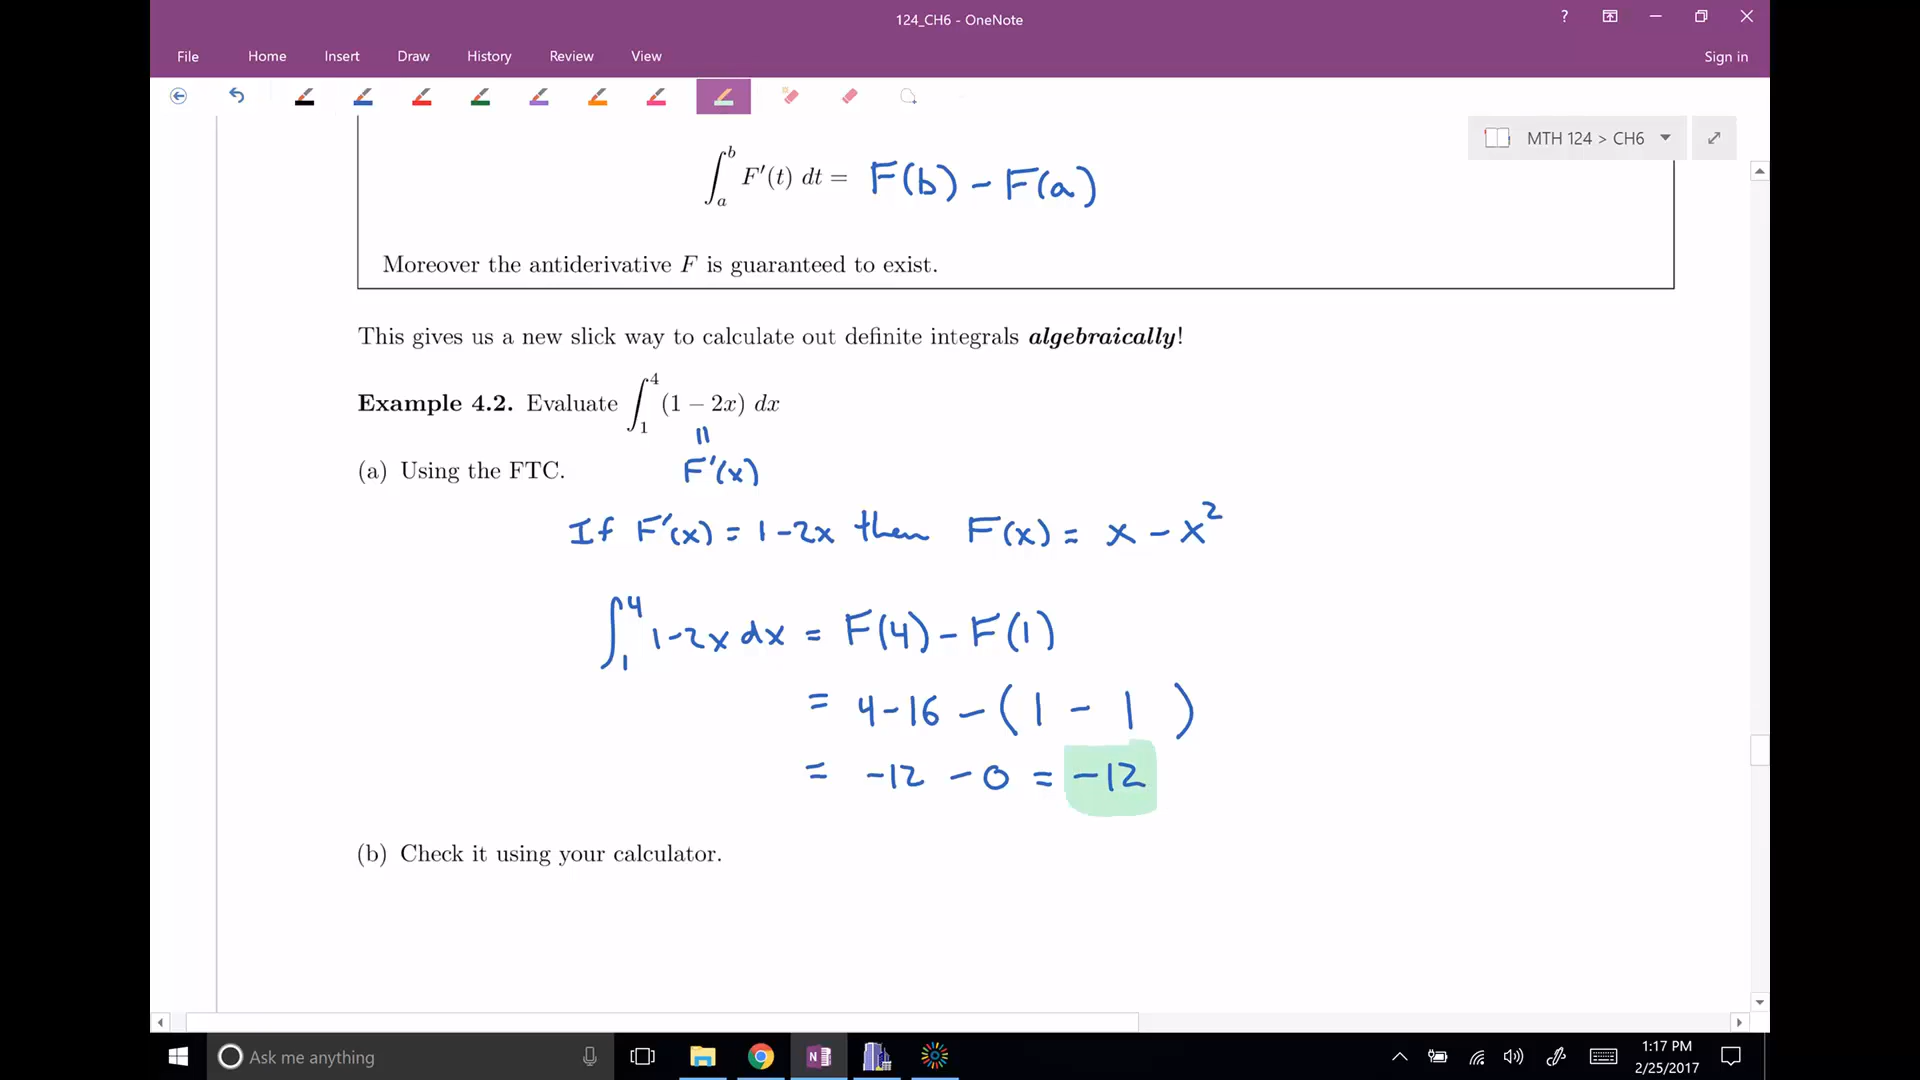 124_CH6 - OneNote
?
File Home Insert Draw History Review View Sign in
MTH 124 > CH6
∫_a^b F′(t) dt = F(b) - F(a)
Moreover the antiderivative F is guaranteed to exist.
This gives us a new slick way to calculate out definite integrals algebraically!
Example 4.2. Evaluate ∫_1^4 (1 − 2x) dx
=
(a) Using the FTC. F′(x)
If F′(x) = 1-2x then F(x) = x - x²
∫_1^4 1-2x dx = F(4) - F(1)
= 4-16 - (1 - 1)
= -12 - 0 = -12
(b) Check it using your calculator.
Ask me anything
1:17 PM
2/25/2017